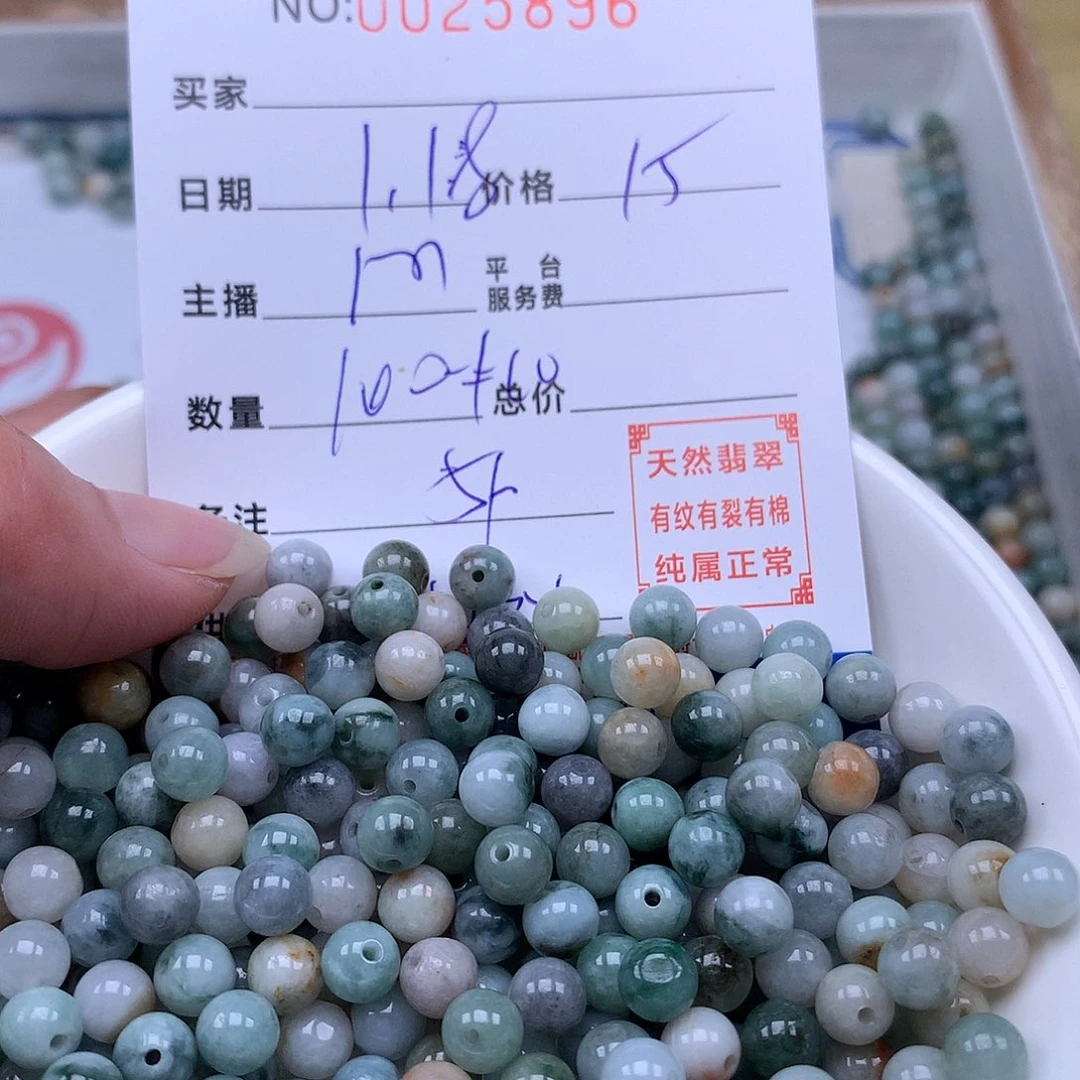 NO:0025896
买家
日期 1.18 价格 15
主播 平台服务费
数量 100 总价
备注
天然翡翠
有纹有裂有棉
纯属正常